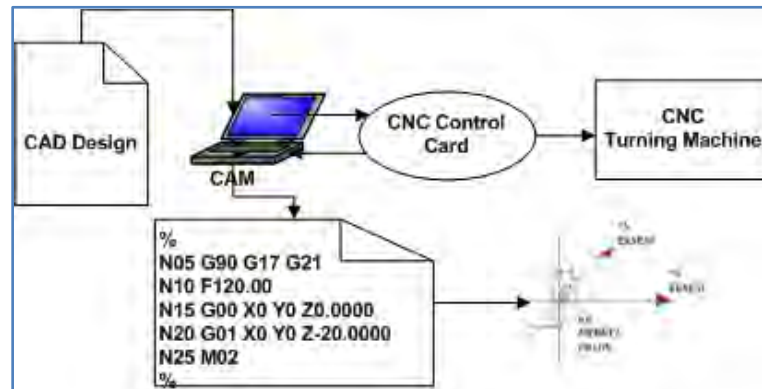 CAD Design
CAM
CNC Control
Card
CNC
Turning Machine
%
N05 G90 G17 G21
N10 F120.00
N15 G00 X0 Y0 Z0.0000
N20 G01 X0 Y0 Z-20.0000
N25 M02
%